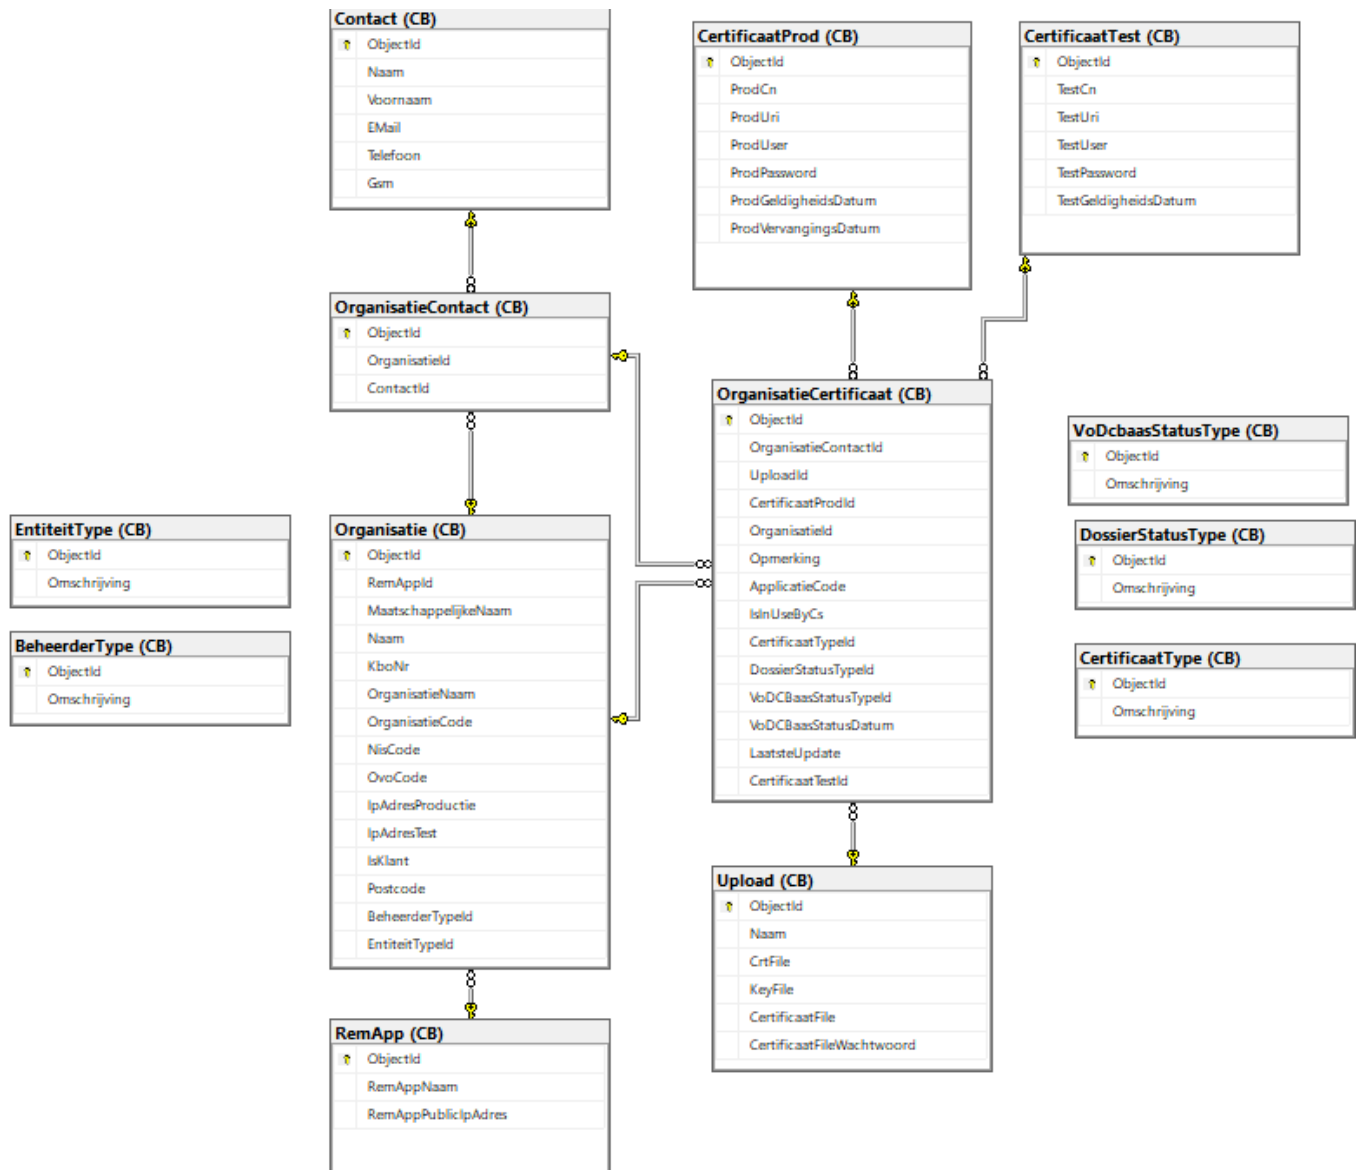 Contact (CB)
ObjectId
Naam
Voornaam
EMail
Telefoon
Gsm
CertificaatProd (CB)
ObjectId
ProdCn
ProdUri
ProdUser
ProdPassword
ProdGeldigheidsDatum
ProdVervangingsDatum
CertificaatTest (CB)
ObjectId
TestCn
TestUri
TestUser
TestPassword
TestGeldigheidsDatum
OrganisatieContact (CB)
ObjectId
OrganisatieId
ContactId
OrganisatieCertificaat (CB)
ObjectId
OrganisatieContactId
UploadId
CertificaatProdId
OrganisatieId
Opmerking
ApplicatieCode
IsInUseByCs
CertificaatTypeId
DossierStatusTypeId
VoDCBaasStatusTypeId
VoDCBaasStatusDatum
LaatsteUpdate
CertificaatTestId
VoDcbaasStatusType (CB)
ObjectId
Omschrijving
DossierStatusType (CB)
ObjectId
Omschrijving
CertificaatType (CB)
ObjectId
Omschrijving
EntiteitType (CB)
ObjectId
Omschrijving
BeheerderType (CB)
ObjectId
Omschrijving
Organisatie (CB)
ObjectId
RemAppId
MaatschappelijkeNaam
Naam
KboNr
OrganisatieNaam
OrganisatieCode
NisCode
OvoCode
IpAdresProductie
IpAdresTest
IsKlant
Postcode
BeheerderTypeId
EntiteitTypeId
Upload (CB)
ObjectId
Naam
CrtFile
KeyFile
CertificaatFile
CertificaatFileWachtwoord
RemApp (CB)
ObjectId
RemAppNaam
RemAppPublicIpAdres